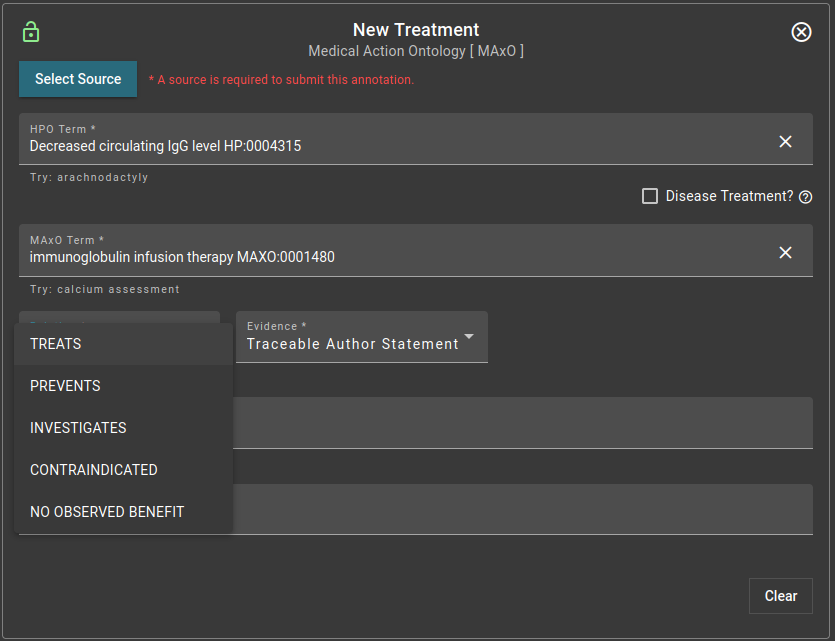 New Treatment
Medical Action Ontology [ MAxO ]
Select Source
* A source is required to submit this annotation.
HPO Term *
Decreased circulating IgG level HP:0004315
Try: arachnodactyly
Disease Treatment?
MAxO Term *
immunoglobulin infusion therapy MAXO:0001480
Try: calcium assessment
Evidence *
Traceable Author Statement
TREATS
PREVENTS
INVESTIGATES
CONTRAINDICATED
NO OBSERVED BENEFIT
Clear